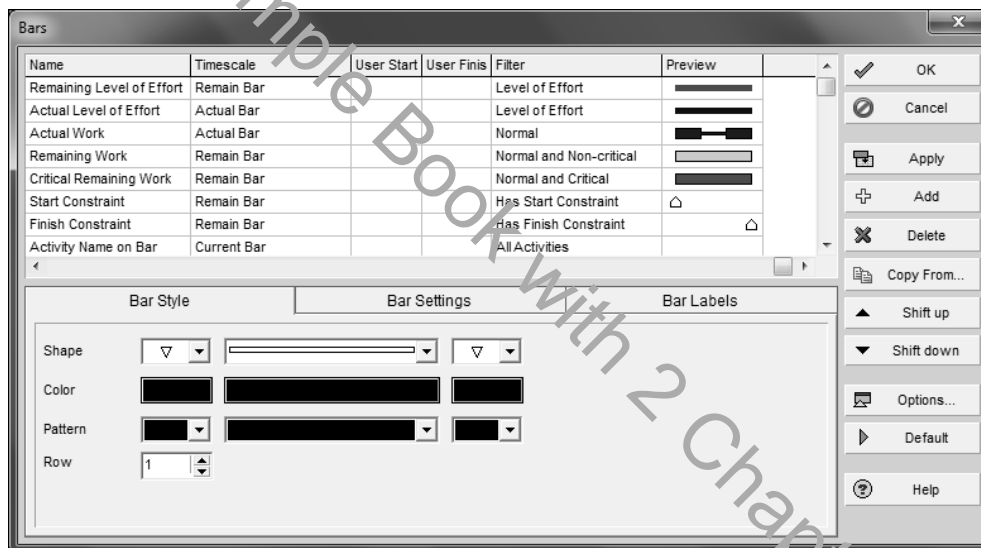 Bars
Name Timescale User Start User Finis Filter Preview
Remaining Level of Effort Remain Bar Level of Effort
Actual Level of Effort Actual Bar Level of Effort
Actual Work Actual Bar Normal
Remaining Work Remain Bar Normal and Non-critical
Critical Remaining Work Remain Bar Normal and Critical
Start Constraint Remain Bar Has Start Constraint
Finish Constraint Remain Bar Has Finish Constraint
Activity Name on Bar Current Bar All Activities
Bar Style Bar Settings Bar Labels
Shape
Color
Pattern
Row 1
OK
Cancel
Apply
Add
Delete
Copy From...
Shift up
Shift down
Options...
Default
Help
Book with 2